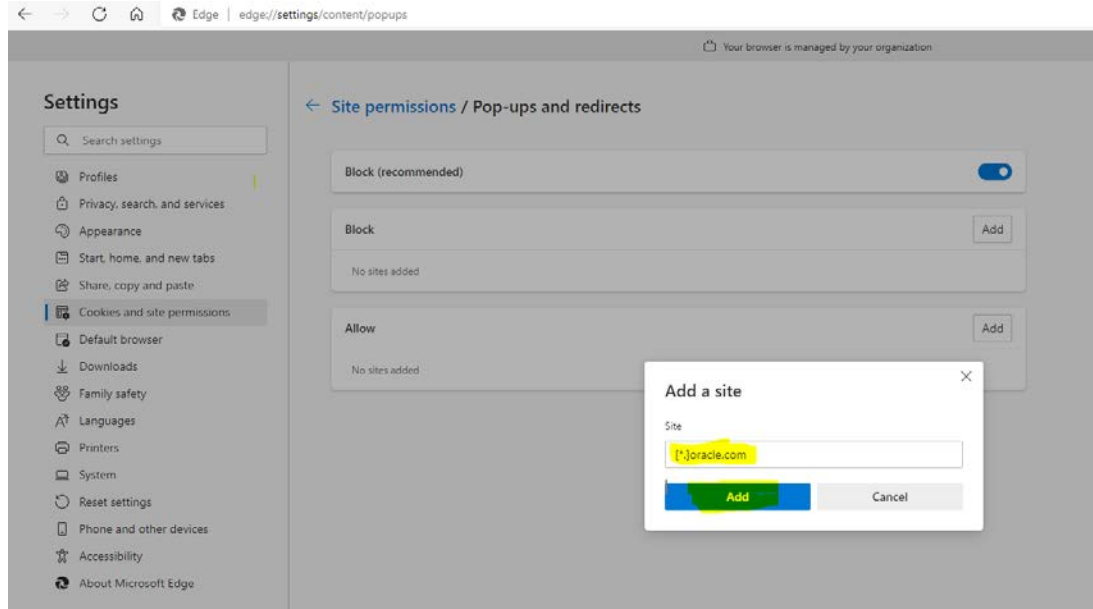 Edge | edge://settings/content/popups
Your browser is managed by your organization
Settings
Search settings
Profiles
Privacy, search, and services
Appearance
Start, home, and new tabs
Share, copy and paste
Cookies and site permissions
Default browser
Downloads
Family safety
Languages
Printers
System
Reset settings
Phone and other devices
Accessibility
About Microsoft Edge
Site permissions / Pop-ups and redirects
Block (recommended)
Block
Add
No sites added
Allow
Add
No sites added
Add a site
Site
[*.]oracle.com
Add
Cancel